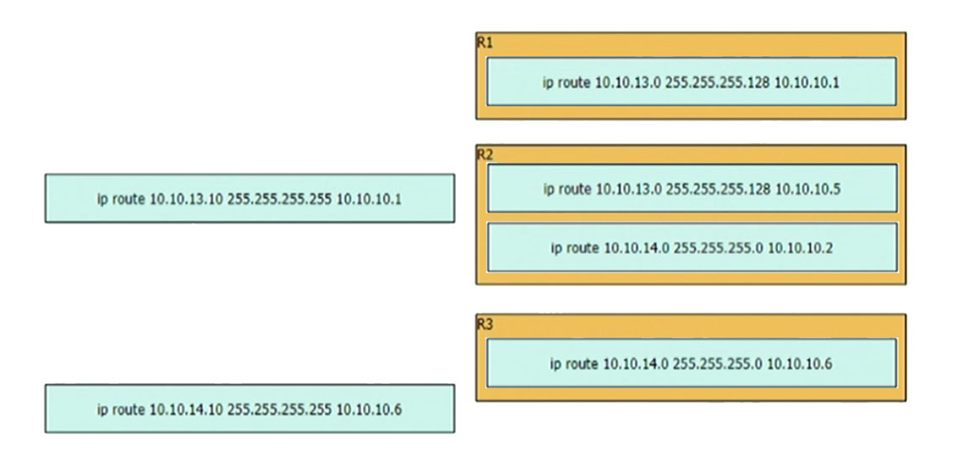 R1
ip route 10.10.13.0 255.255.255.128 10.10.10.1
R2
ip route 10.10.13.10 255.255.255.255 10.10.10.1
ip route 10.10.13.0 255.255.255.128 10.10.10.5
ip route 10.10.14.0 255.255.255.0 10.10.10.2
R3
ip route 10.10.14.0 255.255.255.0 10.10.10.6
ip route 10.10.14.10 255.255.255.255 10.10.10.6